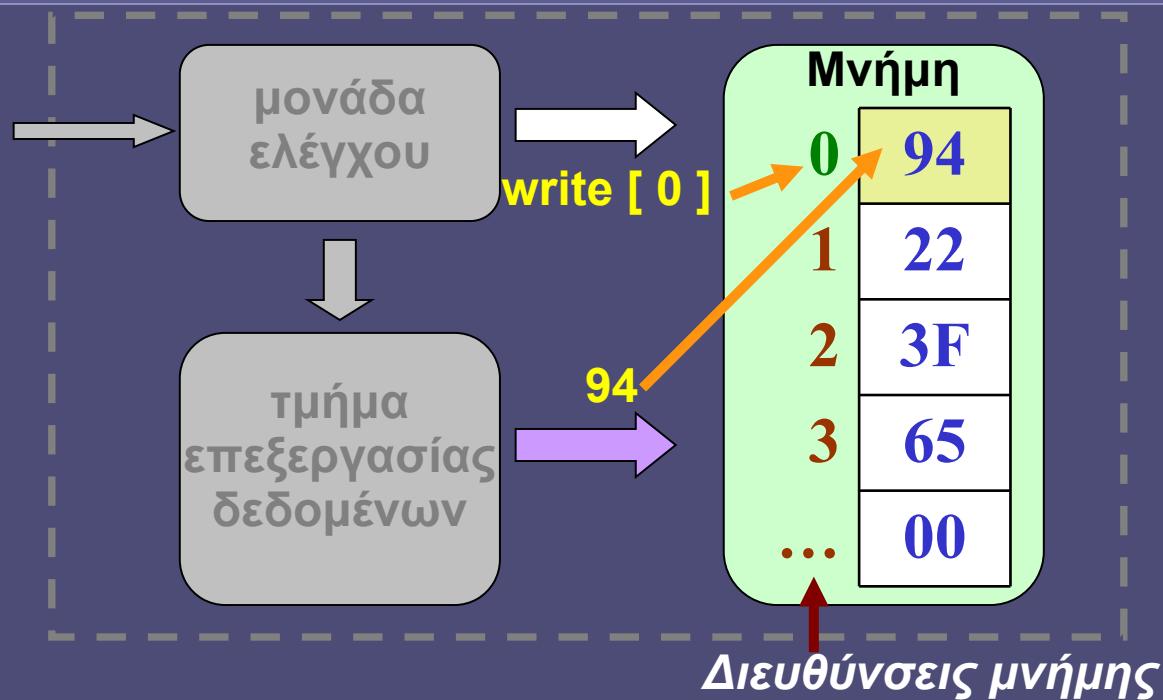 μονάδα
ελέγχου
write [ 0 ]
τμήμα
επεξεργασίας
δεδομένων
94
Μνήμη
0 94
1 22
2 3F
3 65
... 00
Διευθύνσεις μνήμης